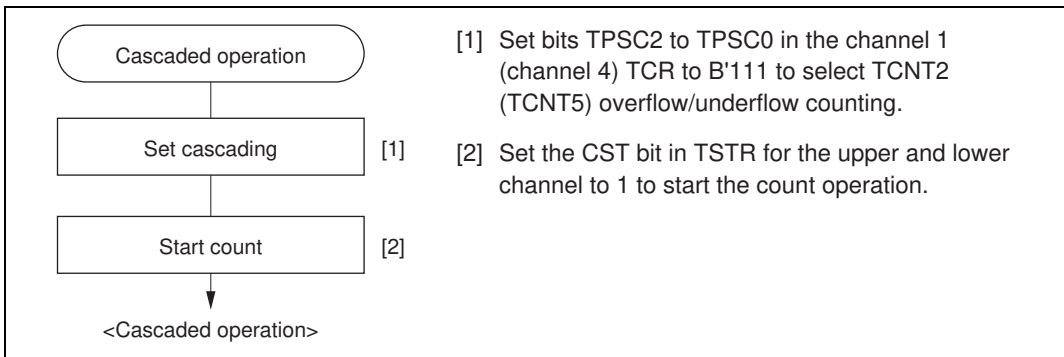 Cascaded operation
Set cascading
[1]
Start count
[2]
<Cascaded operation>
[1] Set bits TPSC2 to TPSC0 in the channel 1
(channel 4) TCR to B'111 to select TCNT2
(TCNT5) overflow/underflow counting.
[2] Set the CST bit in TSTR for the upper and lower
channel to 1 to start the count operation.